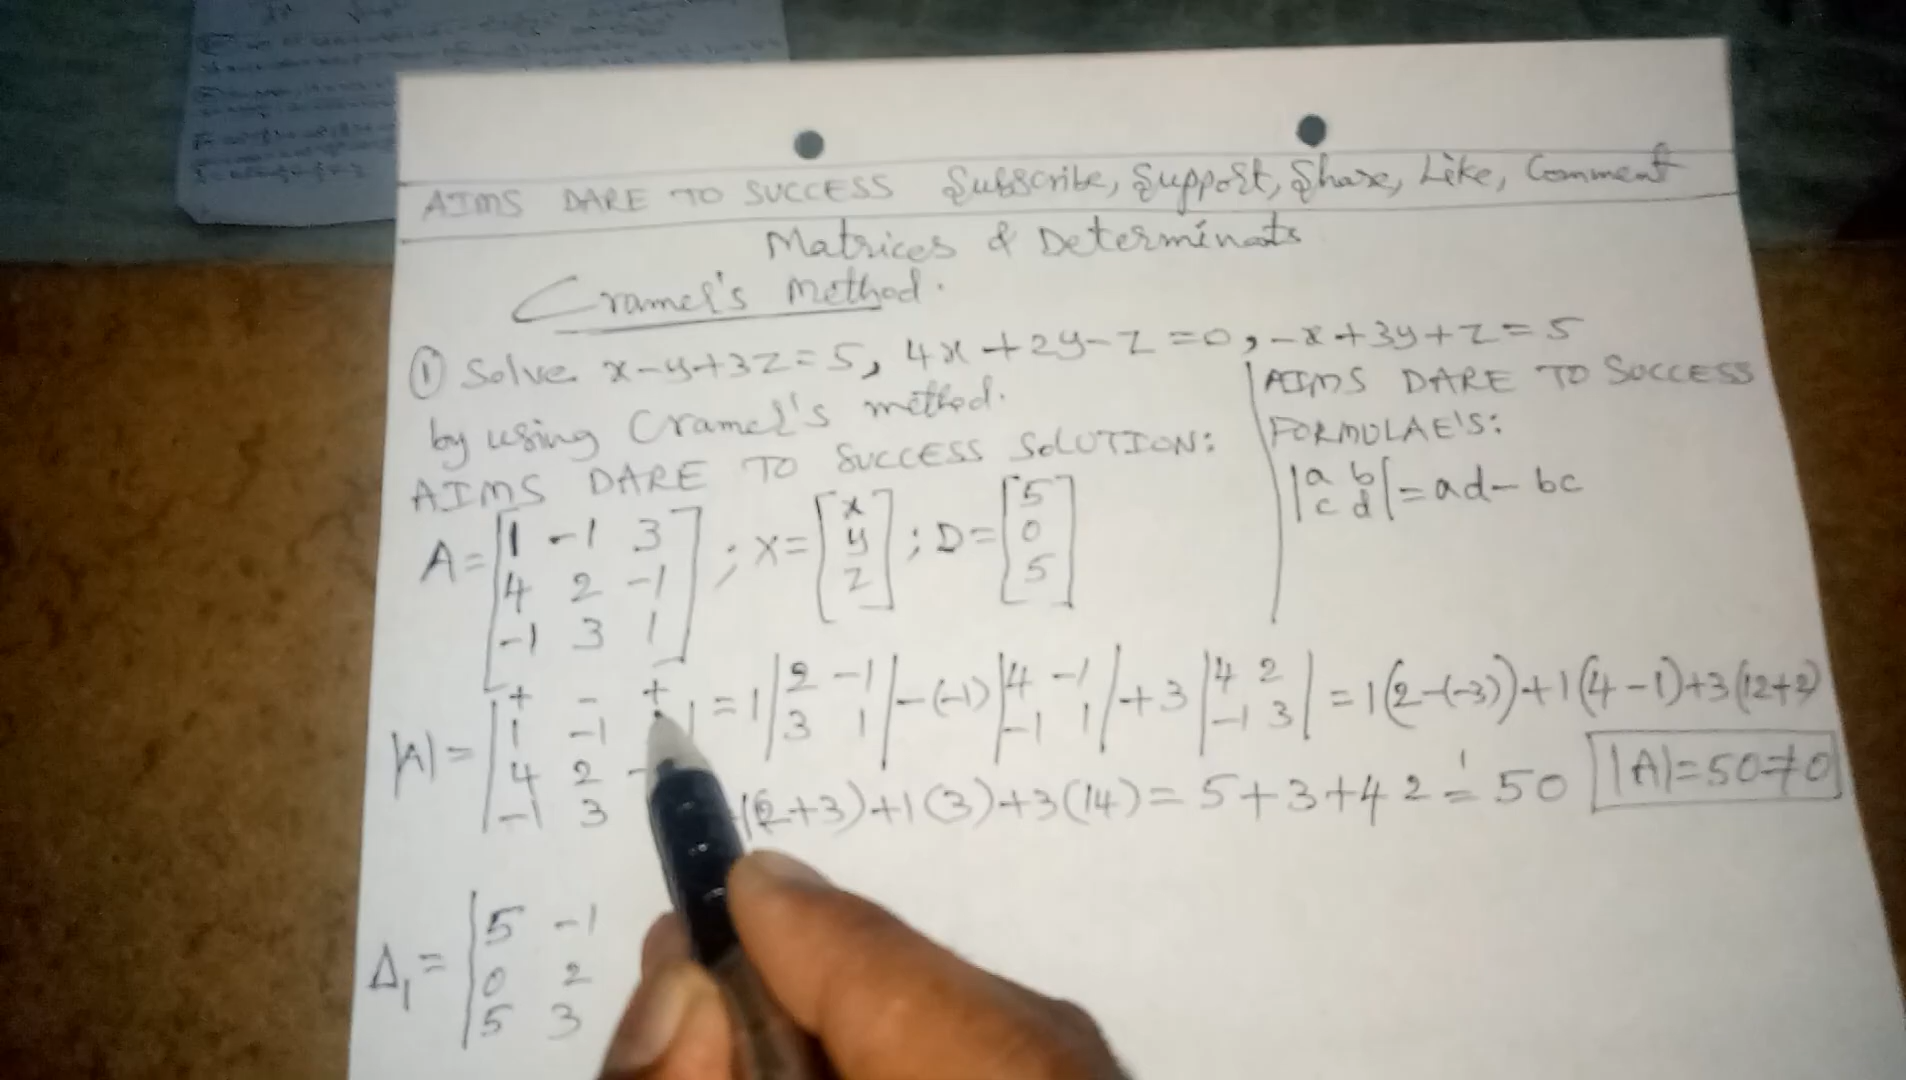 AIMS DARE TO SUCCESS Subscribe, Support, Share, Like, Comment
Matrices & Determinants
Cramer's Method.
① Solve x-y+3z=5, 4x+2y-z=0, -x+3y+z=5
by using Cramer's method.
AIMS DARE TO SUCCESS
FORMULAE'S:
|a b
c d| = ad-bc
AIMS DARE TO SUCCESS SOLUTION:
A = [1 -1 3
4 2 -1
-1 3 1] ; X = [x
y
z] ; D = [5
0
5]
+ - +
|A| = |1 -1
4 2 -
-1 3 | = 1|2 -1
3 1| -(-1)|4 -1
-1 1| +3|4 2
-1 3| = 1(2-(-3))+1(4-1)+3(12+2)
1(2+3)+1(3)+3(14) = 5+3+42 = 50 |A|=50≠0
Δ₁ = |5 -1
0 2
5 3